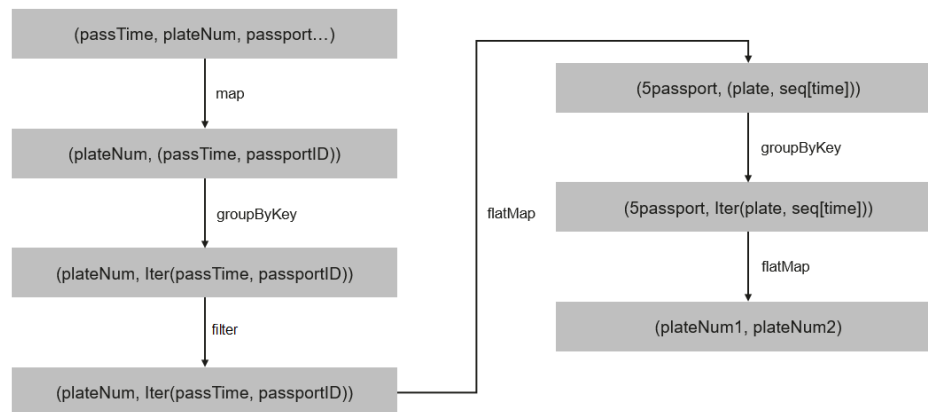 (passTime, plateNum, passport…)
map
(plateNum, (passTime, passportID))
groupByKey
(plateNum, Iter(passTime, passportID))
filter
(plateNum, Iter(passTime, passportID))
flatMap
(5passport, (plate, seq[time]))
groupByKey
(5passport, Iter(plate, seq[time]))
flatMap
(plateNum1, plateNum2)